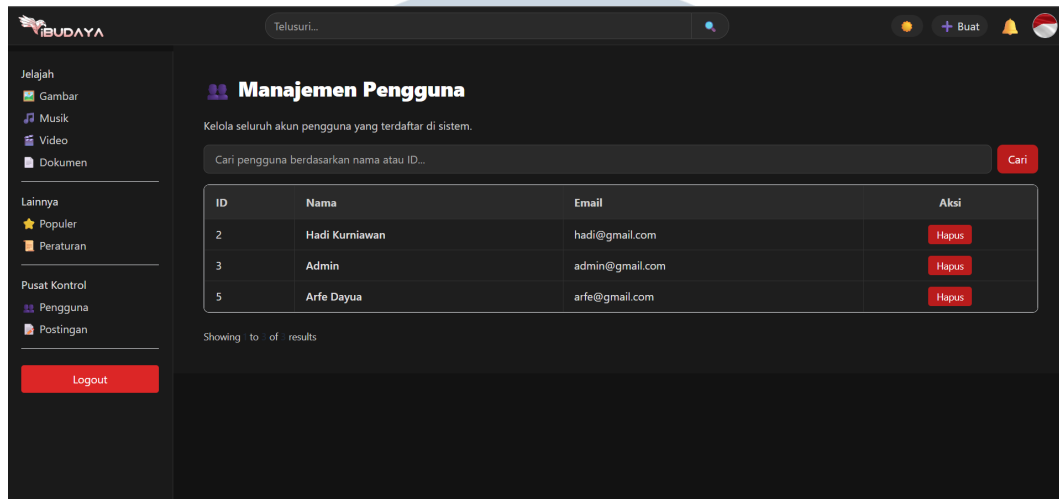 ViBUDAYA
Telusuri...
Buat
Jelajah
Gambar
Musik
Video
Dokumen
Lainnya
Populer
Peraturan
Pusat Kontrol
Pengguna
Postingan
Logout
Manajemen Pengguna
Kelola seluruh akun pengguna yang terdaftar di sistem.
Cari pengguna berdasarkan nama atau ID...
Cari
ID Nama Email Aksi
2 Hadi Kurniawan hadi@gmail.com Hapus
3 Admin admin@gmail.com Hapus
5 Arfe Dayua arfe@gmail.com Hapus
Showing to of results